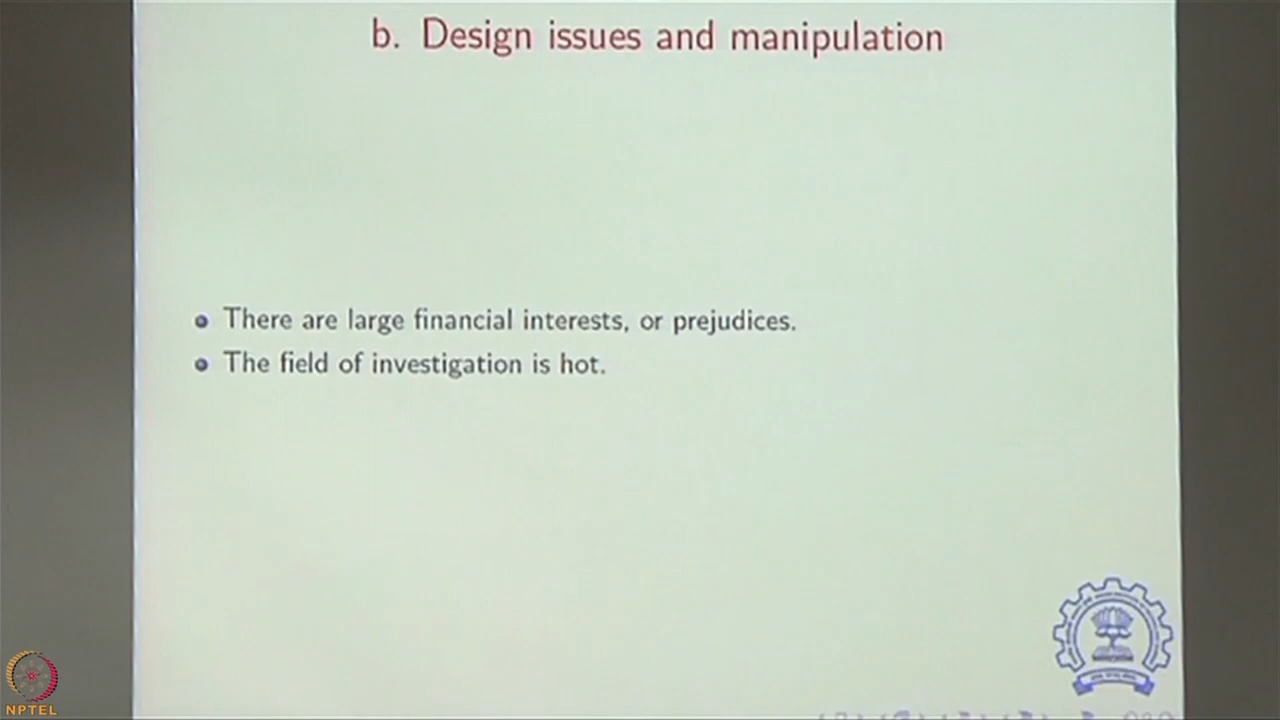 b. Design issues and manipulation
There are large financial interests, or prejudices.
The field of investigation is hot.
NPTEL